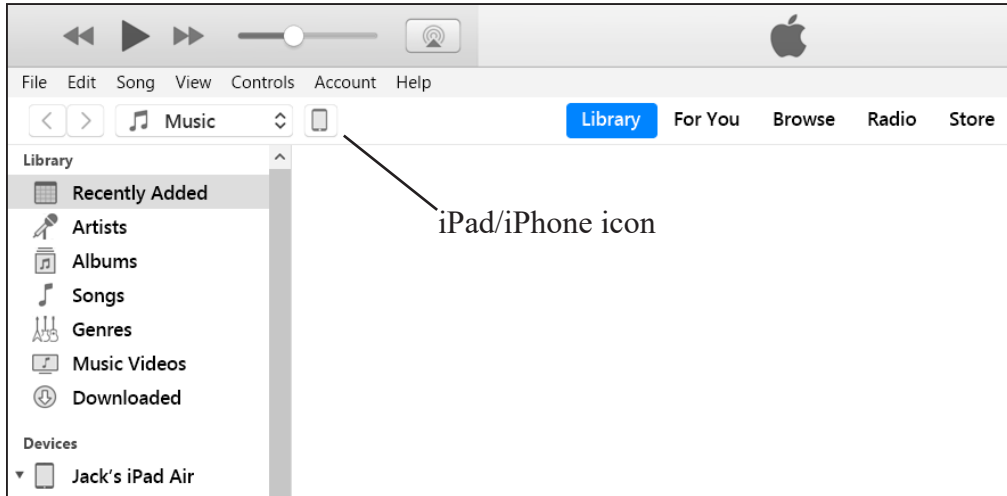 File Edit Song View Controls Account Help
Music
Library For You Browse Radio Store
Library
Recently Added
Artists
iPad/iPhone icon
Albums
Songs
Genres
Music Videos
Downloaded
Devices
Jack's iPad Air